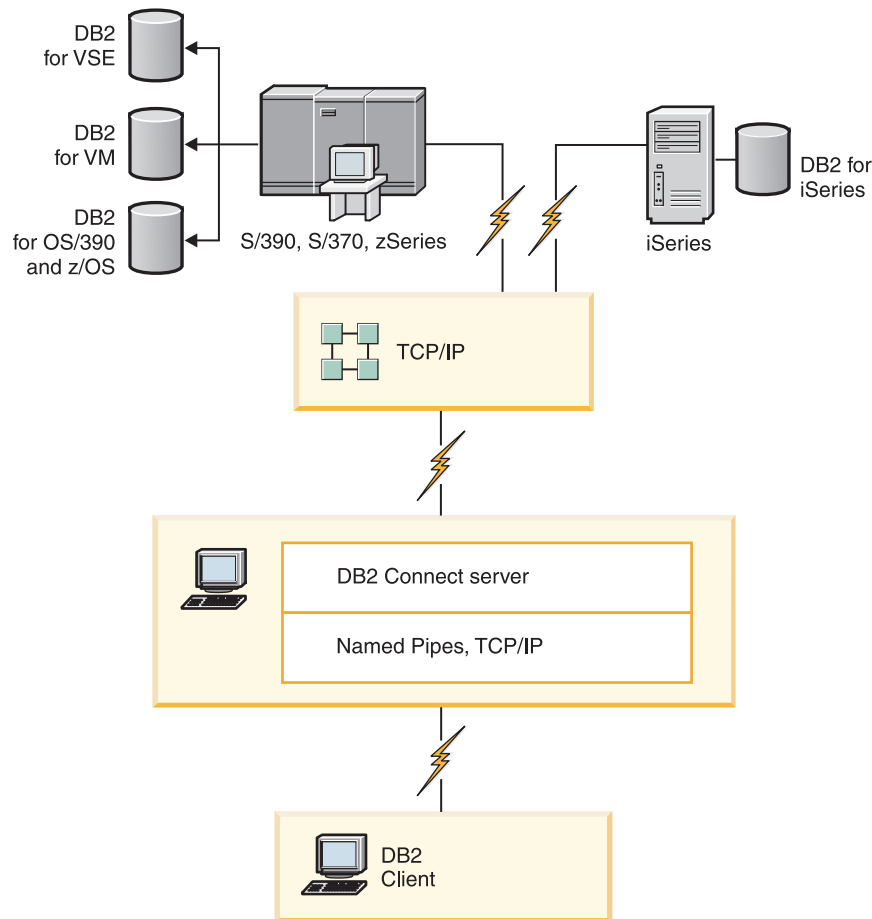 DB2
for VSE
DB2
for VM
DB2
for OS/390
and z/OS
S/390, S/370, zSeries
iSeries
DB2 for
iSeries
TCP/IP
DB2 Connect server
Named Pipes, TCP/IP
DB2
Client